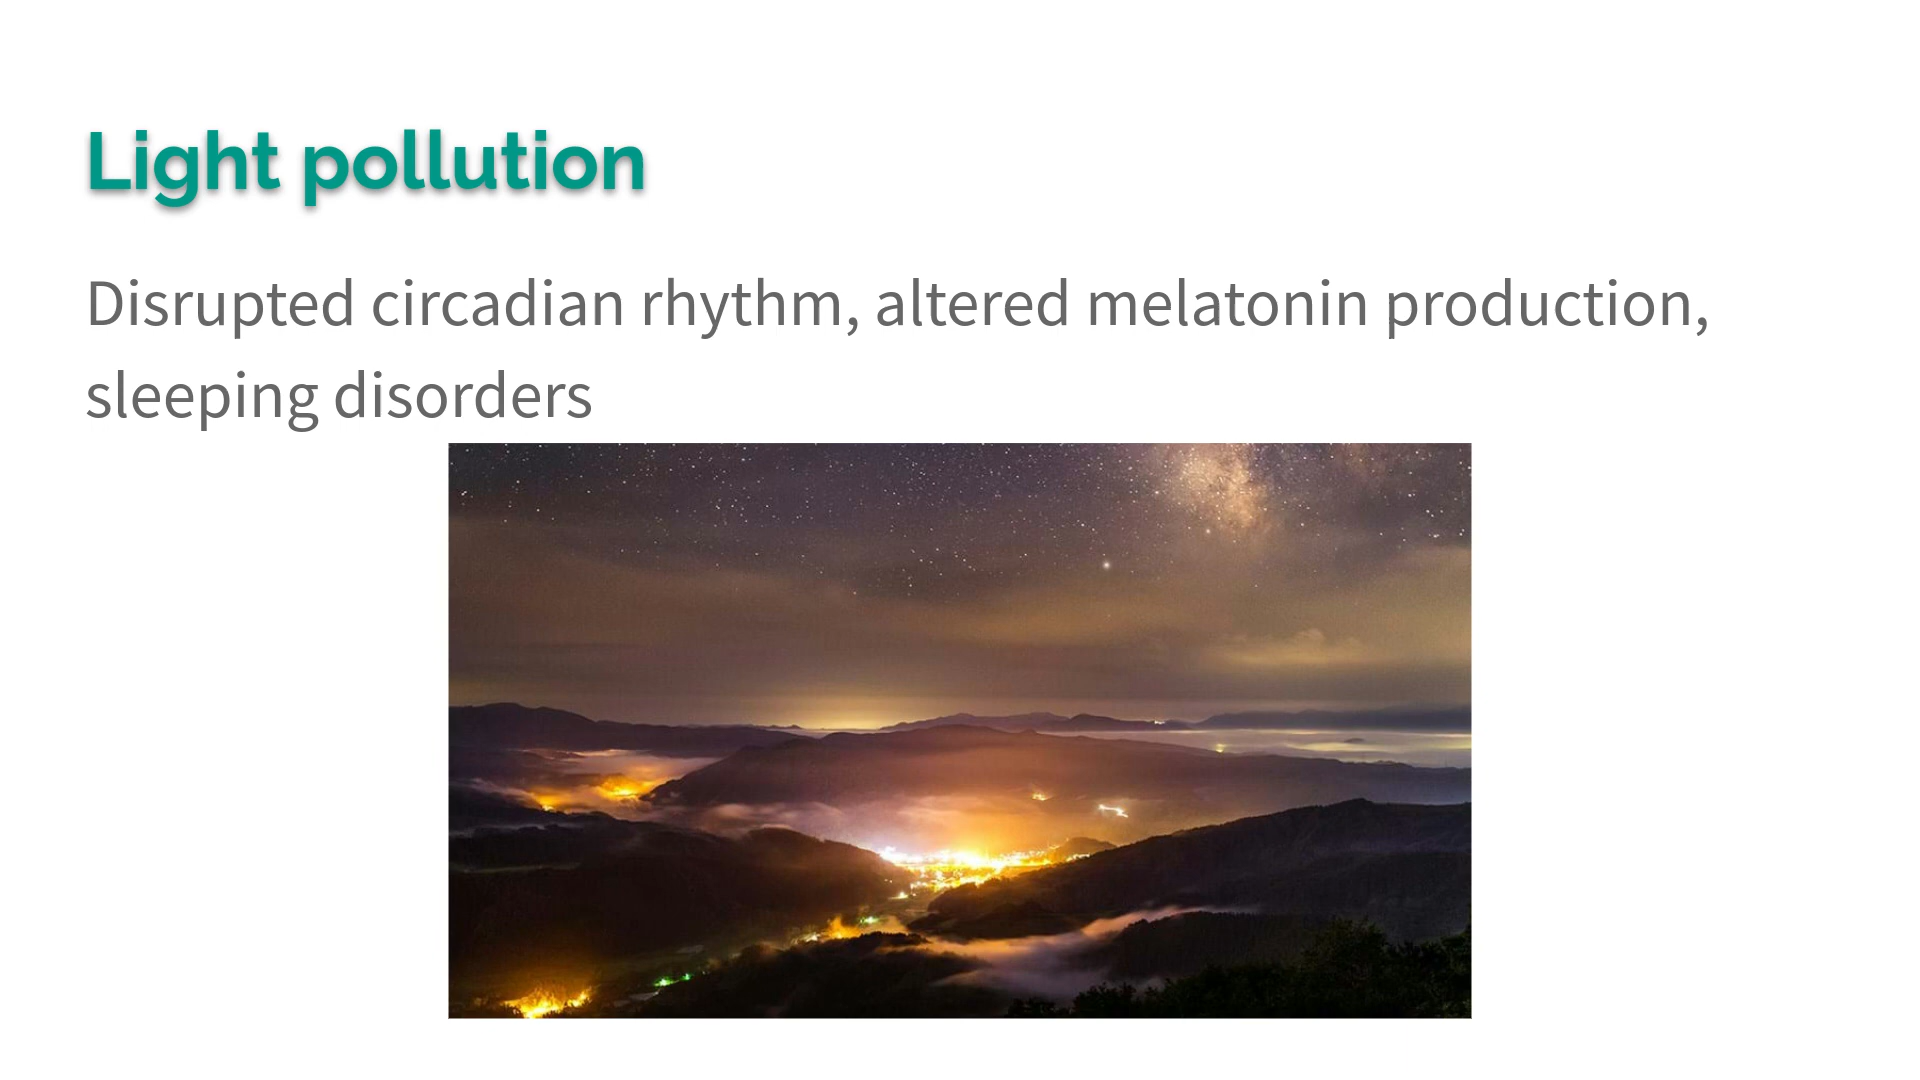 Light pollution
Disrupted circadian rhythm, altered melatonin production,
sleeping disorders